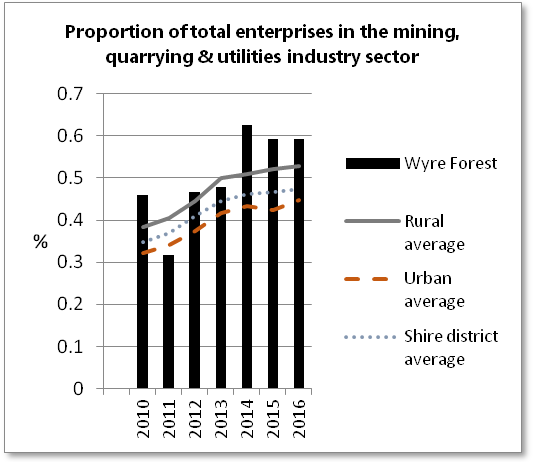 Proportion of total enterprises in the mining,
quarrying & utilities industry sector
0.7
0.6
0.5
0.4
0.3
0.2
0.1
0
%
2010
2011
2012
2013
2014
2015
2016
Wyre Forest
Rural
average
Urban
average
Shire district
average